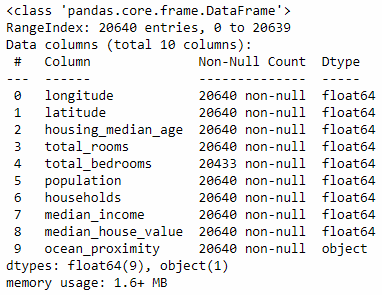 <class 'pandas.core.frame.DataFrame'>
RangeIndex: 20640 entries, 0 to 20639
Data columns (total 10 columns):
 #   Column              Non-Null Count  Dtype
---  ------              --------------  -----
 0   longitude           20640 non-null  float64
 1   latitude            20640 non-null  float64
 2   housing_median_age  20640 non-null  float64
 3   total_rooms         20640 non-null  float64
 4   total_bedrooms      20433 non-null  float64
 5   population          20640 non-null  float64
 6   households          20640 non-null  float64
 7   median_income       20640 non-null  float64
 8   median_house_value  20640 non-null  float64
 9   ocean_proximity     20640 non-null  object
dtypes: float64(9), object(1)
memory usage: 1.6+ MB